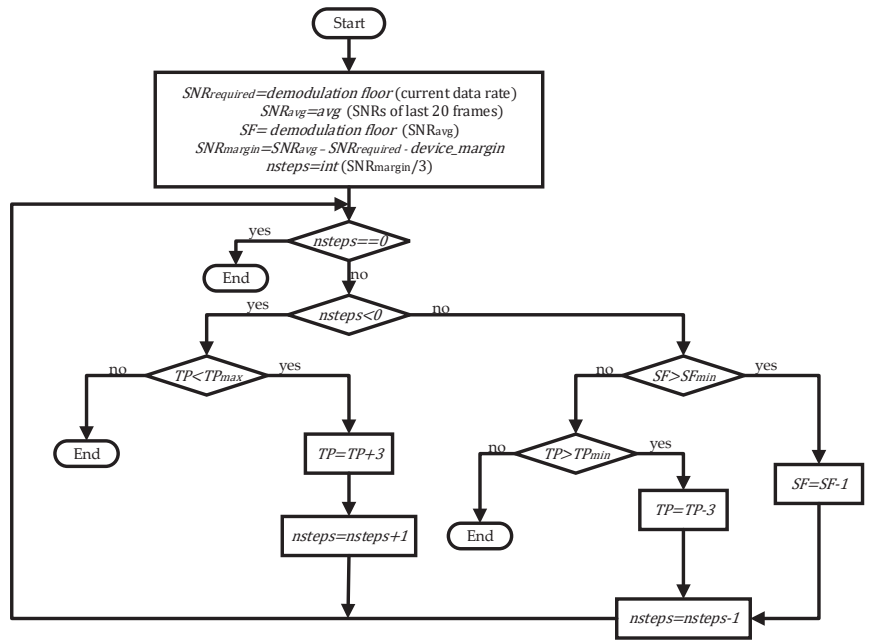 Start
SNRrequired=demodulation floor (current data rate)
SNRavg=avg (SNRs of last 20 frames)
SF= demodulation floor (SNRavg)
SNRmargin=SNRavg – SNRrequired - device_margin
nsteps=int (SNRmargin/3)
yes
nsteps==0
End
no
yes
nsteps<0
no
no
TP<TPmax
yes
no
SF>SFmin
yes
End
TP=TP+3
no
TP>TPmin
yes
SF=SF-1
nsteps=nsteps+1
End
TP=TP-3
nsteps=nsteps-1